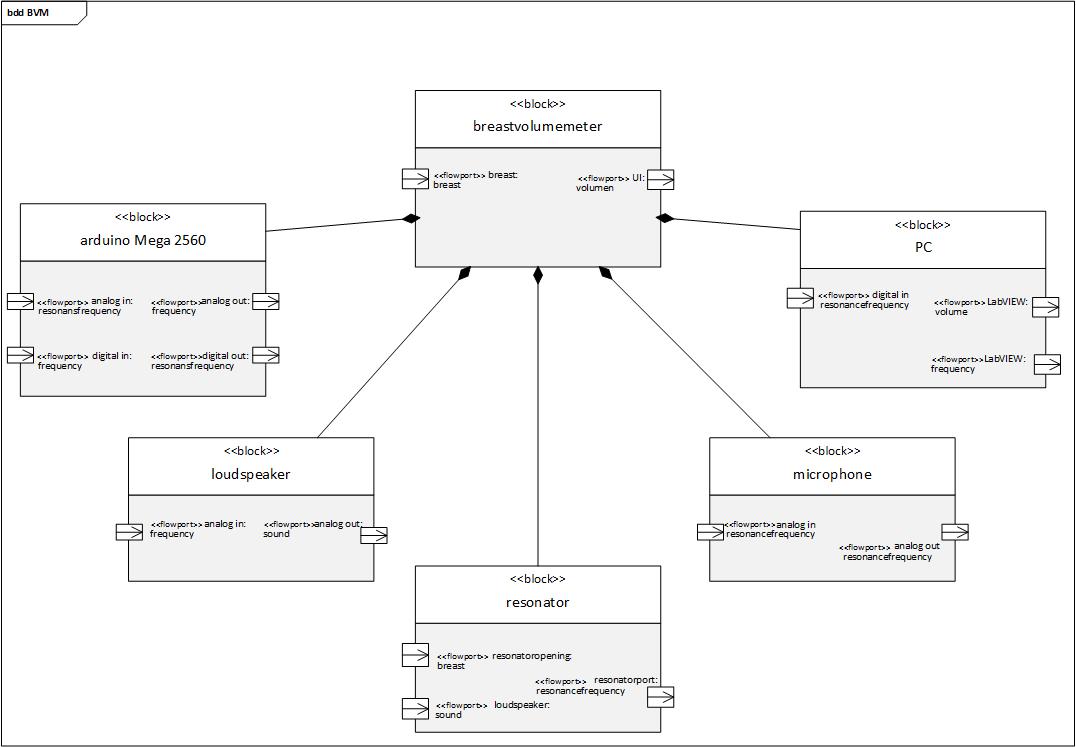 bdd BVM
<<block>>
breastvolumemeter
<<flowport>> breast:
breast
<<flowport>> UI:
volumen
<<block>>
arduino Mega 2560
<<flowport>> analog in:
resonansfrequency
<<flowport>>analog out:
frequency
<<flowport>> digital in:
frequency
<<flowport>>digital out:
resonansfrequency
<<block>>
PC
<<flowport>> digital in
resonancefrequency
<<flowport>> LabVIEW:
volume
<<flowport>>LabVIEW:
frequency
<<block>>
loudspeaker
<<flowport>> analog in:
frequency
<<flowport>>analog out:
sound
<<block>>
microphone
<<flowport>>analog in
resonancefrequency
<<flowport>> analog out
resonancefrequency
<<block>>
resonator
<<flowport>> resonatoropening:
breast
<<flowport>> resonatorport:
resonancefrequency
<<flowport>> loudspeaker:
sound